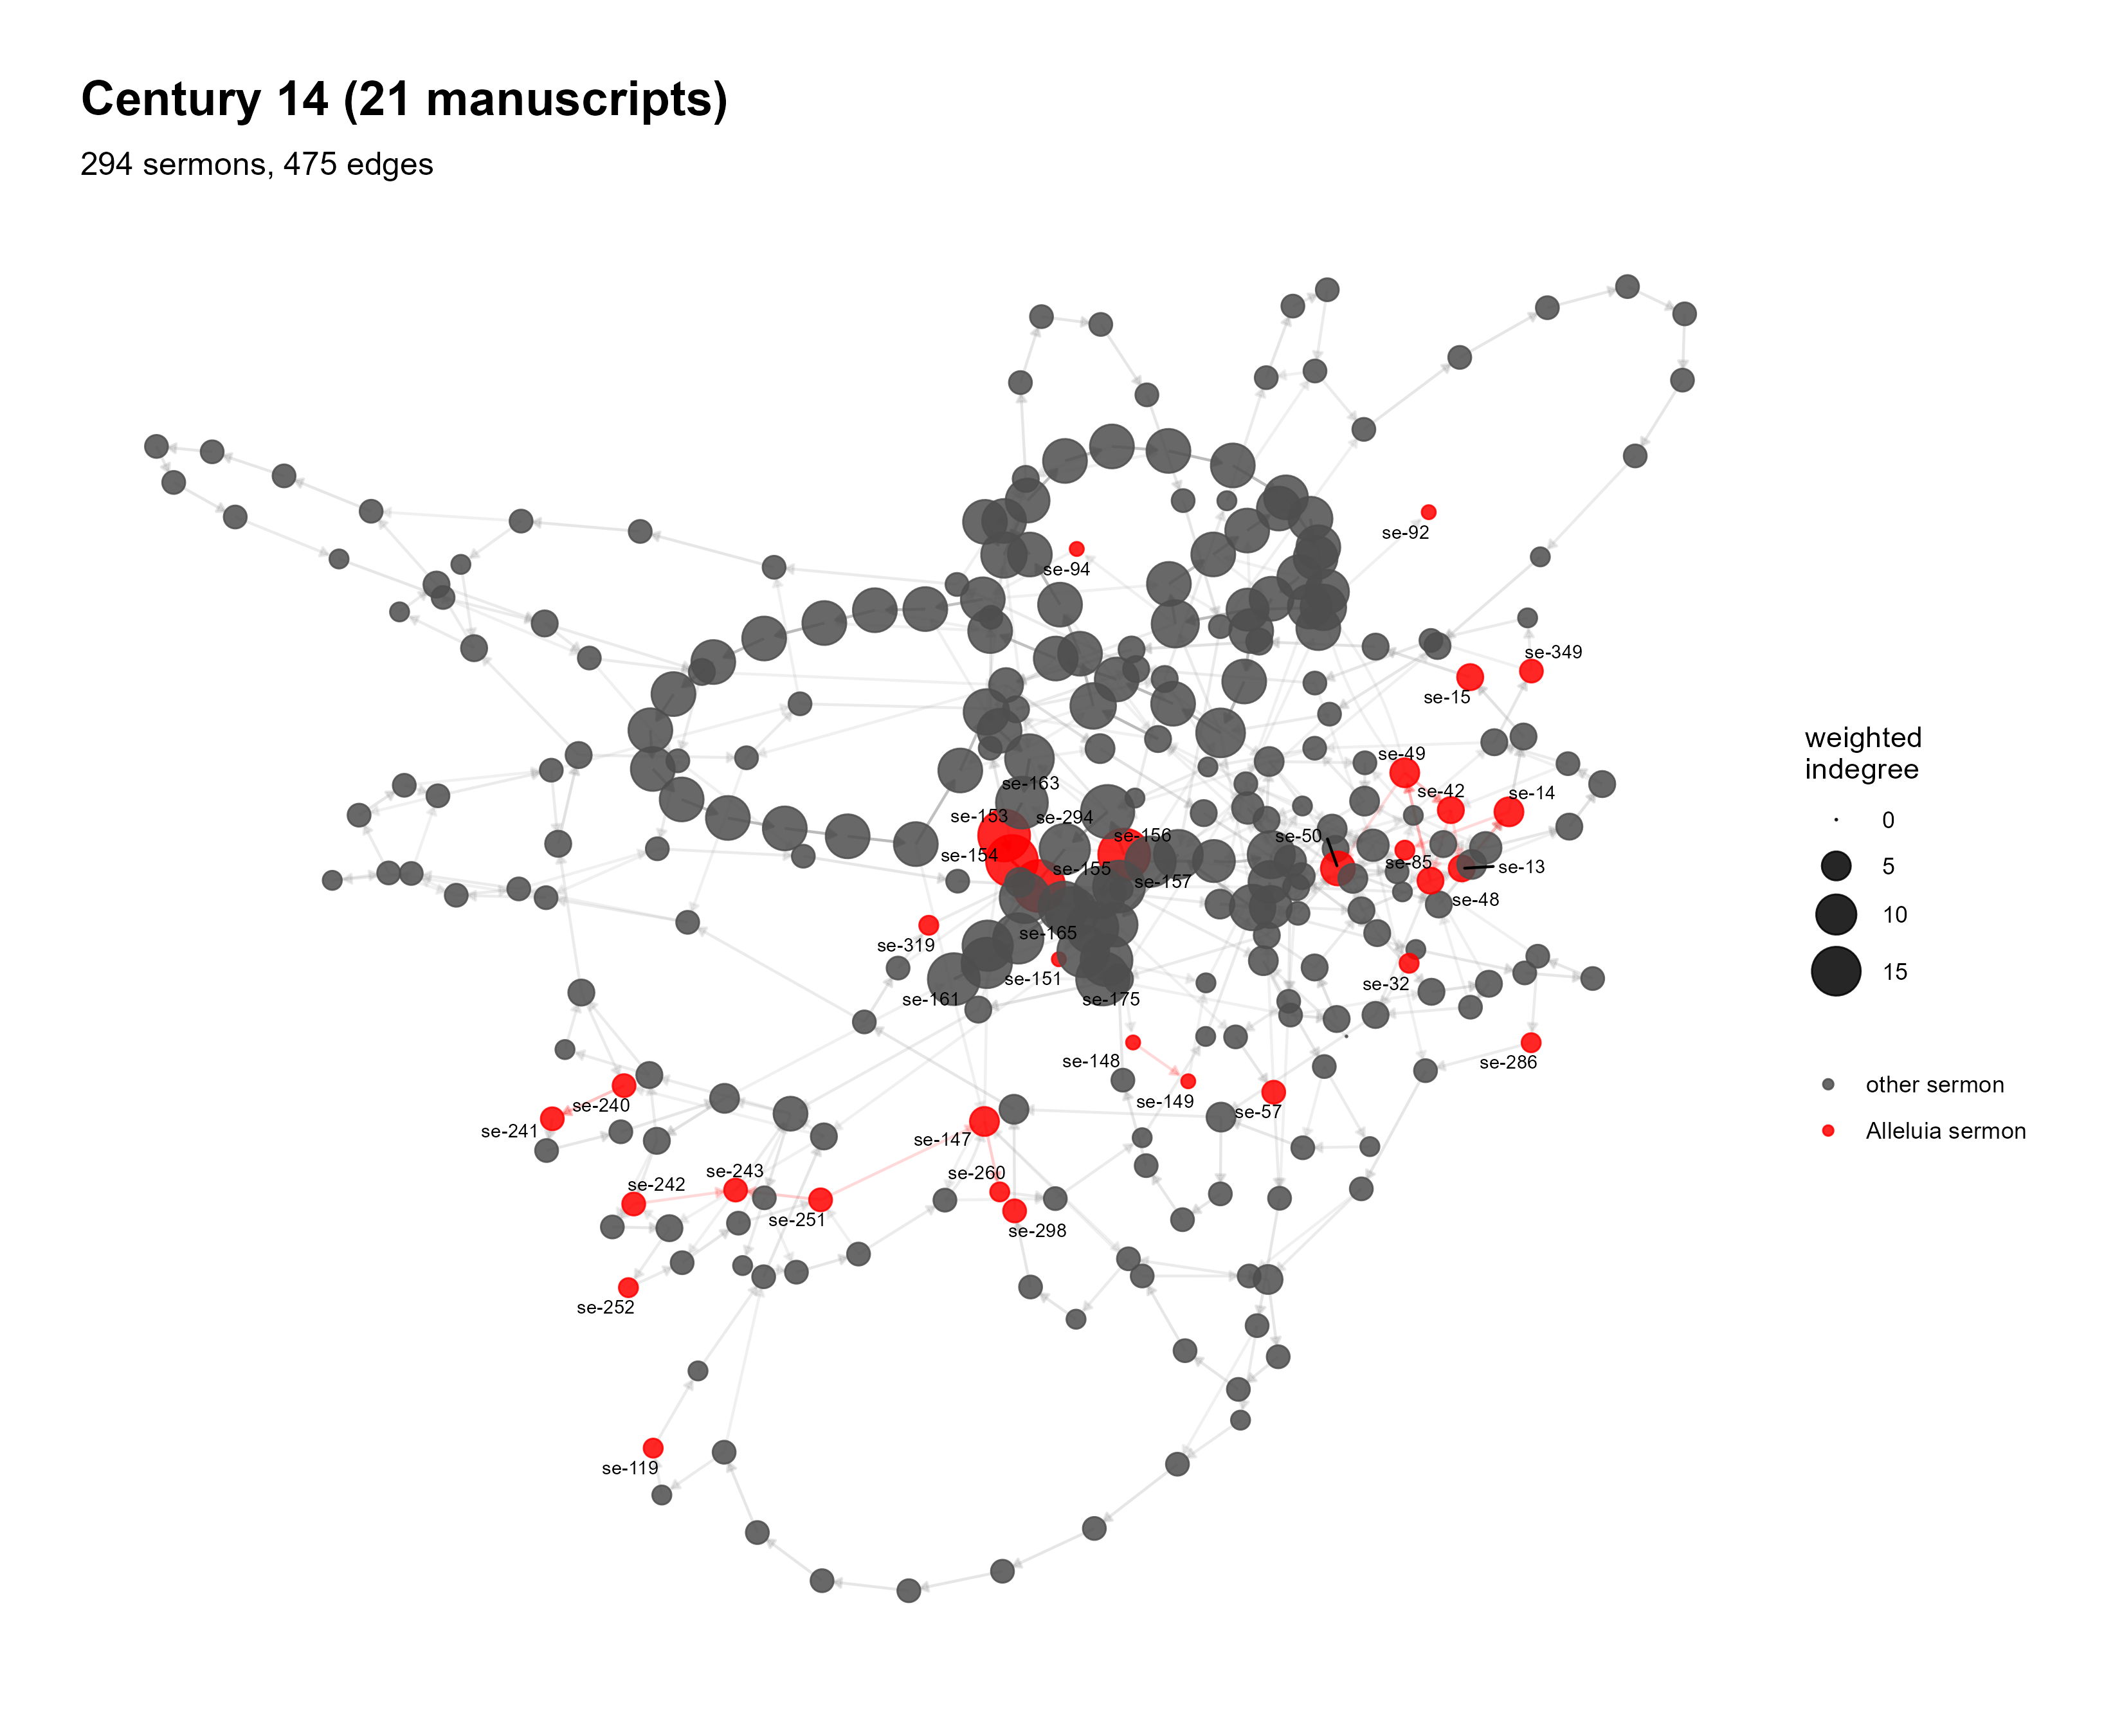 Century 14 (21 manuscripts)
294 sermons, 475 edges
se-92
se-94
se-349
se-15
se-49
se-163
se-42
se-14
se-153
se-294
se-156
se-50
se-154
se-155
se-85
se-13
se-157
se-48
se-165
se-319
se-151
se-32
se-161
se-175
se-148
se-286
se-149
se-240
se-57
se-241
se-147
se-243
se-260
se-242
se-251
se-298
se-252
se-119
weighted
indegree
0
5
10
15
other sermon
Alleluia sermon